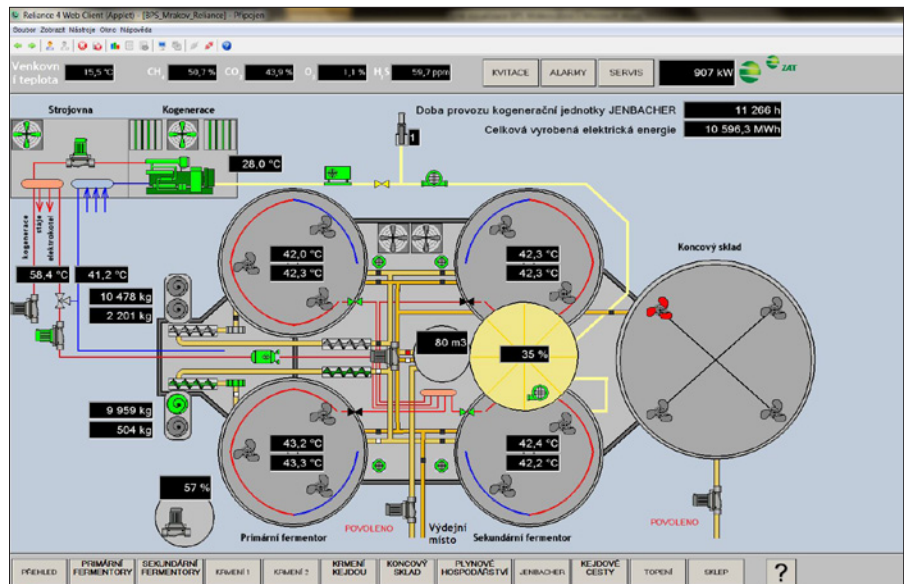 Reliance 4 Web Client (Applet) - [BPS_Mrakov_Reliance] - Připojen
Soubor Zobrazit Nástroje Okno Nápověda
Venkovn
í teplota
15,5 °C
CH4 50,7 %
CO2 43,9 %
O2 1,1 %
H2S 59,7 ppm
KVITACE
ALARMY
SERVIS
907 kW
ZAT
Strojovna
Kogenerace
Doba provozu kogenerační jednotky JENBACHER 11 266 h
Celková vyrobená elektrická energie 10 596,3 MWh
1
28,0 °C
kogenerace
staje
elektrokotel
58,4 °C
41,2 °C
42,0 °C
42,3 °C
42,3 °C
42,3 °C
Koncový sklad
10 478 kg
2 201 kg
80 m3
35 %
9 959 kg
504 kg
43,2 °C
43,3 °C
42,4 °C
42,2 °C
57 %
POVOLENO
Výdejní
místo
POVOLENO
Primární fermentor
Sekundární fermentor
PŘEHLED
PRIMÁRNÍ
FERMENTORY
SEKUNDÁRNÍ
FERMENTORY
KRMENÍ 1
KRMENÍ 2
KRMENÍ
KEJDOU
KONCOVÝ
SKLAD
PLYNOVÉ
HOSPODÁŘSTVÍ
JENBACHER
KEJDOVÉ
CESTY
TOPENÍ
SKLEP
?